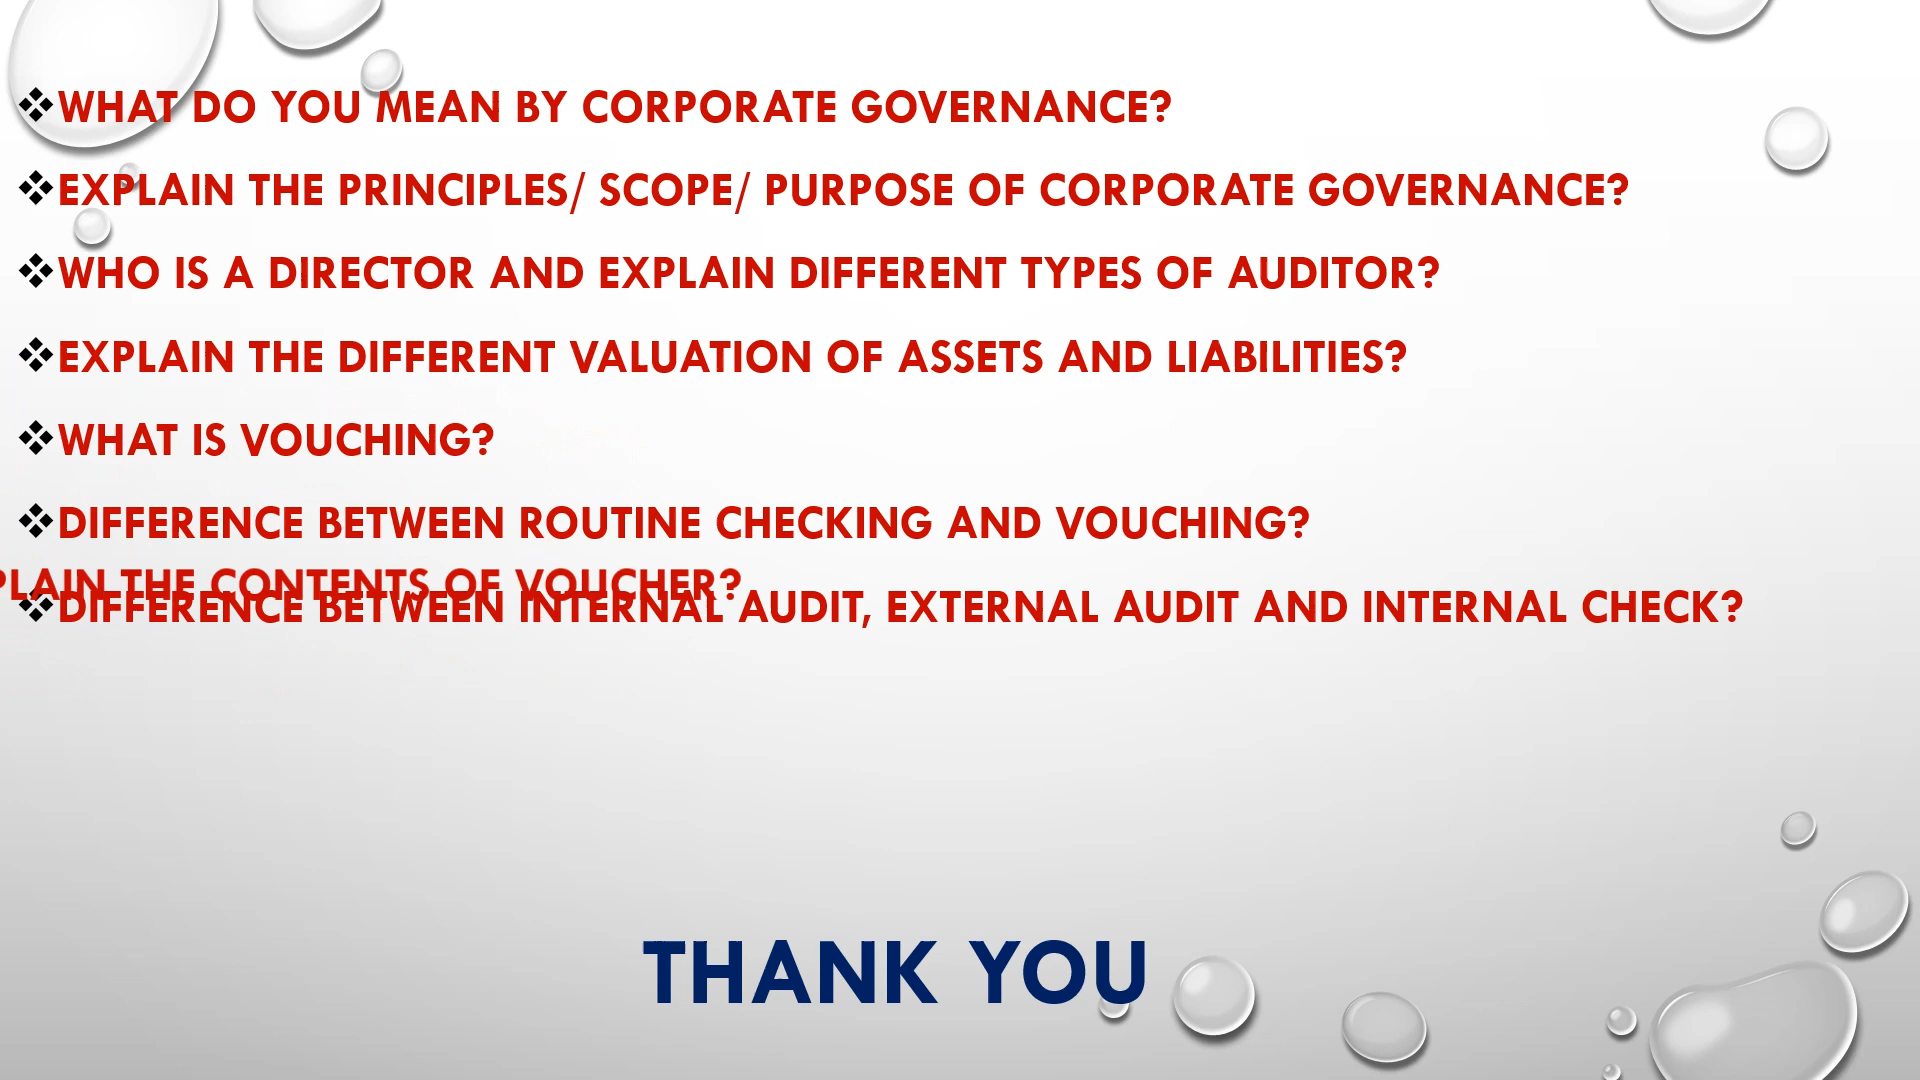 ❖WHAT DO YOU MEAN BY CORPORATE GOVERNANCE?
❖EXPLAIN THE PRINCIPLES/ SCOPE/ PURPOSE OF CORPORATE GOVERNANCE?
❖WHO IS A DIRECTOR AND EXPLAIN DIFFERENT TYPES OF AUDITOR?
❖EXPLAIN THE DIFFERENT VALUATION OF ASSETS AND LIABILITIES?
❖WHAT IS VOUCHING?
❖DIFFERENCE BETWEEN ROUTINE CHECKING AND VOUCHING?
PLAIN THE CONTENTS OF VOUCHER?
❖DIFFERENCE BETWEEN INTERNAL AUDIT, EXTERNAL AUDIT AND INTERNAL CHECK?
THANK YOU